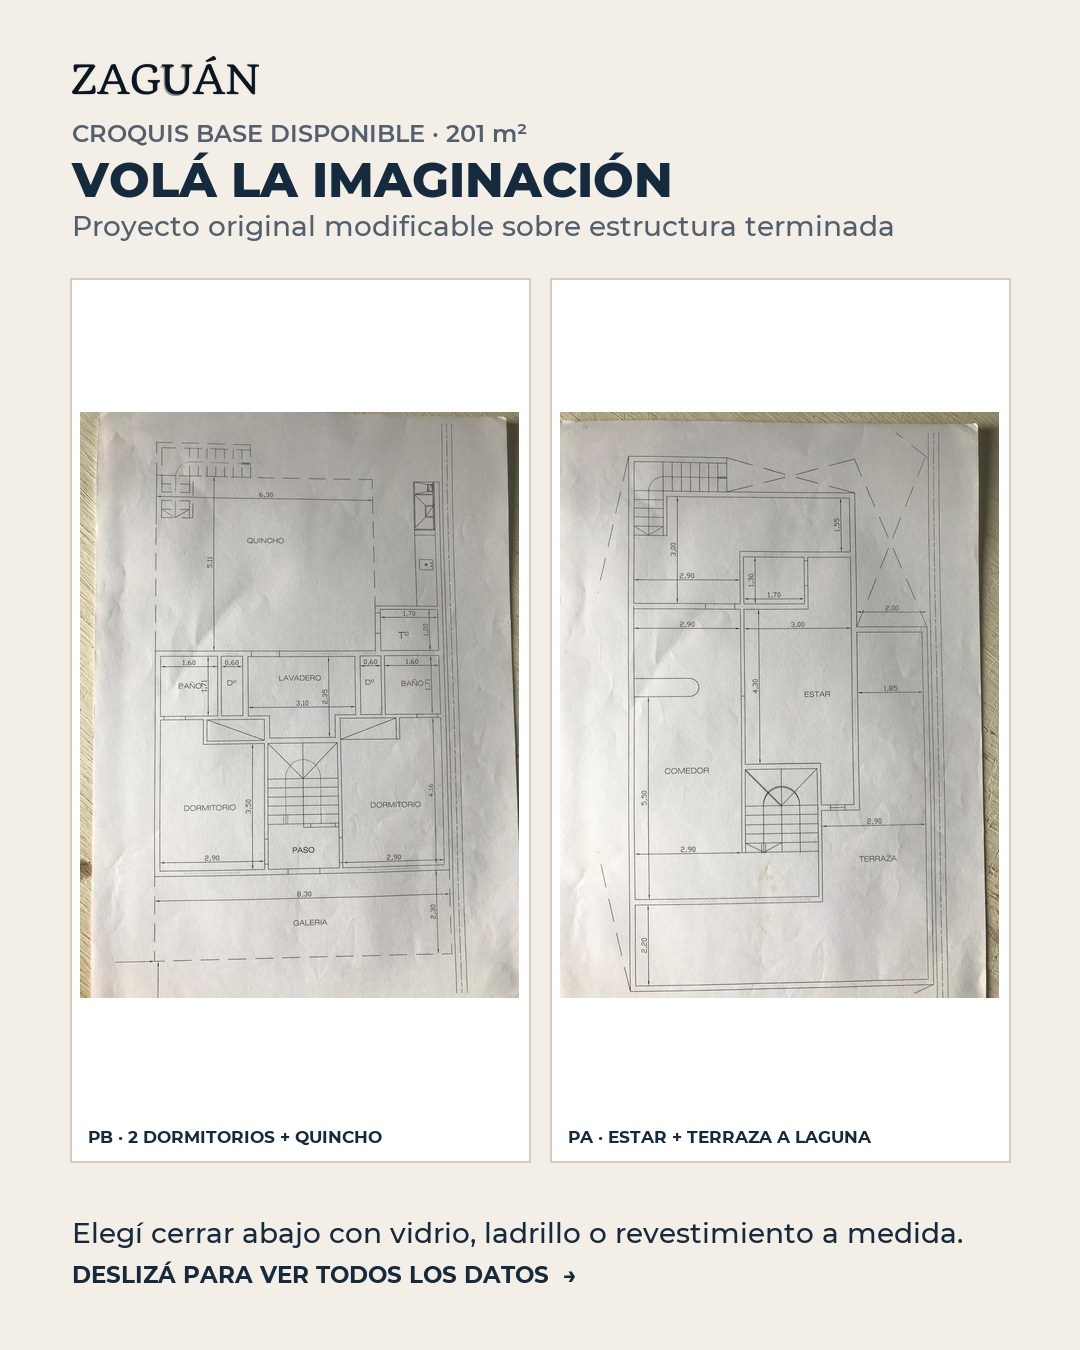 ZAGUÁN
CROQUIS BASE DISPONIBLE · 201 m²
VOLÁ LA IMAGINACIÓN
Proyecto original modificable sobre estructura terminada
6,30
QUINCHO
5,11
1,70
Tº
1,20
1,60
0,60
0,60
1,60
BAÑO
1,71
Dº
LAVADERO
Dº
BAÑO
1,71
3,10
2,35
DORMITORIO
3,50
DORMITORIO
4,16
PASO
2,90
2,90
8,30
GALERIA
2,30
3,00
1,55
2,90
1,30
1,70
2,00
2,90
3,00
4,30
ESTAR
1,85
COMEDOR
5,50
2,90
2,90
TERRAZA
2,20
PB · 2 DORMITORIOS + QUINCHO
PA · ESTAR + TERRAZA A LAGUNA
Elegí cerrar abajo con vidrio, ladrillo o revestimiento a medida.
DESLIZÁ PARA VER TODOS LOS DATOS →